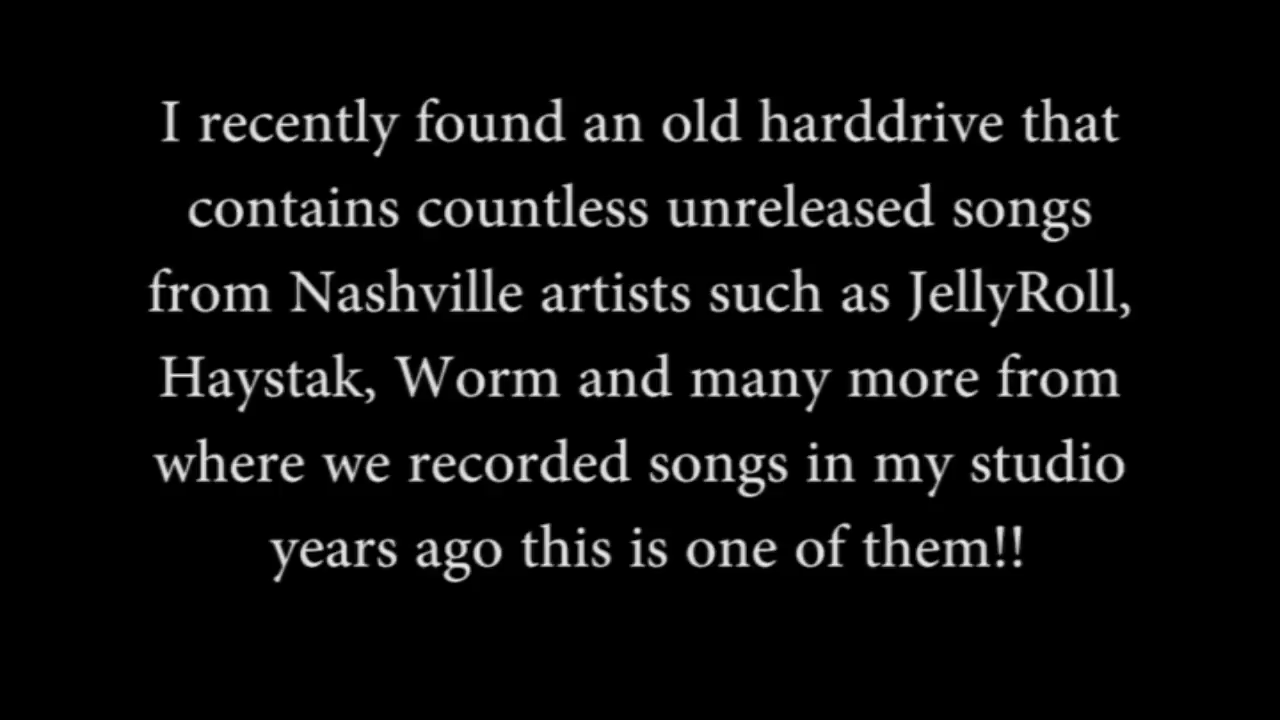 I recently found an old harddrive that
contains countless unreleased songs
from Nashville artists such as JellyRoll,
Haystak, Worm and many more from
where we recorded songs in my studio
years ago this is one of them!!